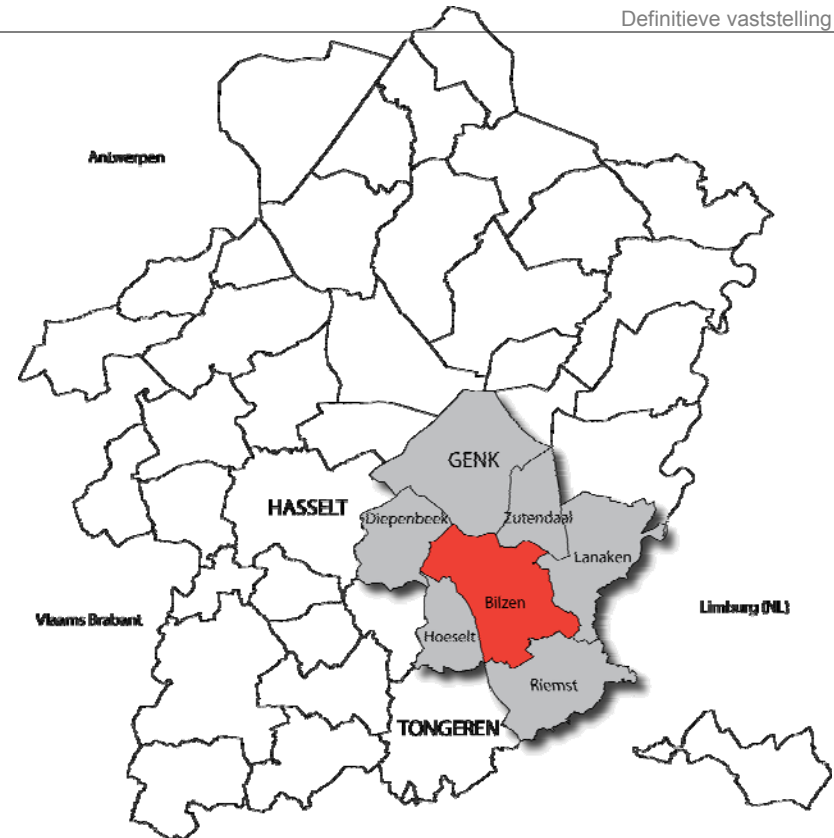 Definitieve vaststelling
Antwerpen
GENK
HASSELT
Diepenbeek
Zutendaal
Lanaken
Bilzen
Limburg (NL)
Vlaams Brabant
Hoeselt
Riemst
TONGEREN